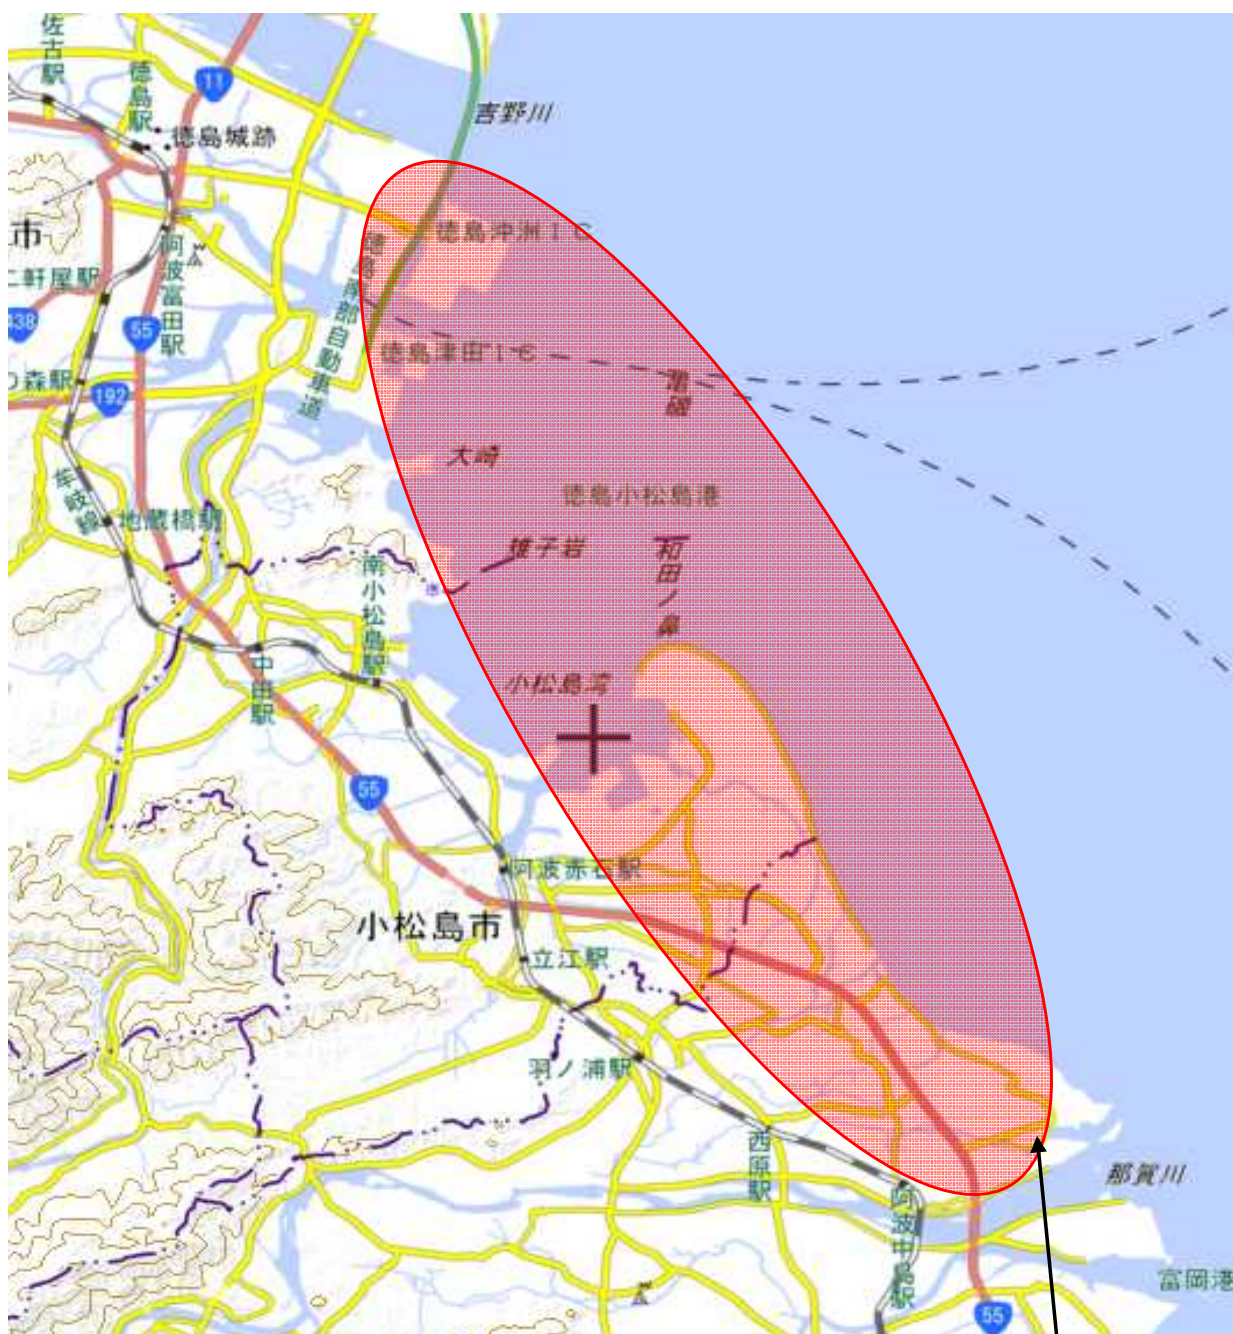 佐古駅
徳島駅
11
吉野川
徳島城跡
市
徳島沖洲IC
阿波富田駅
二軒屋駅
徳島南部自動車道
438
55
徳島津田IC
の森駅
192
亀磯
大崎
牟岐線
徳島小松島港
地蔵橋駅
南小松島駅
和田ノ鼻
中田駅
小松島湾
55
阿波赤石駅
小松島市
立江駅
羽ノ浦駅
西原駅
那賀川
阿波中島駅
富岡港
55